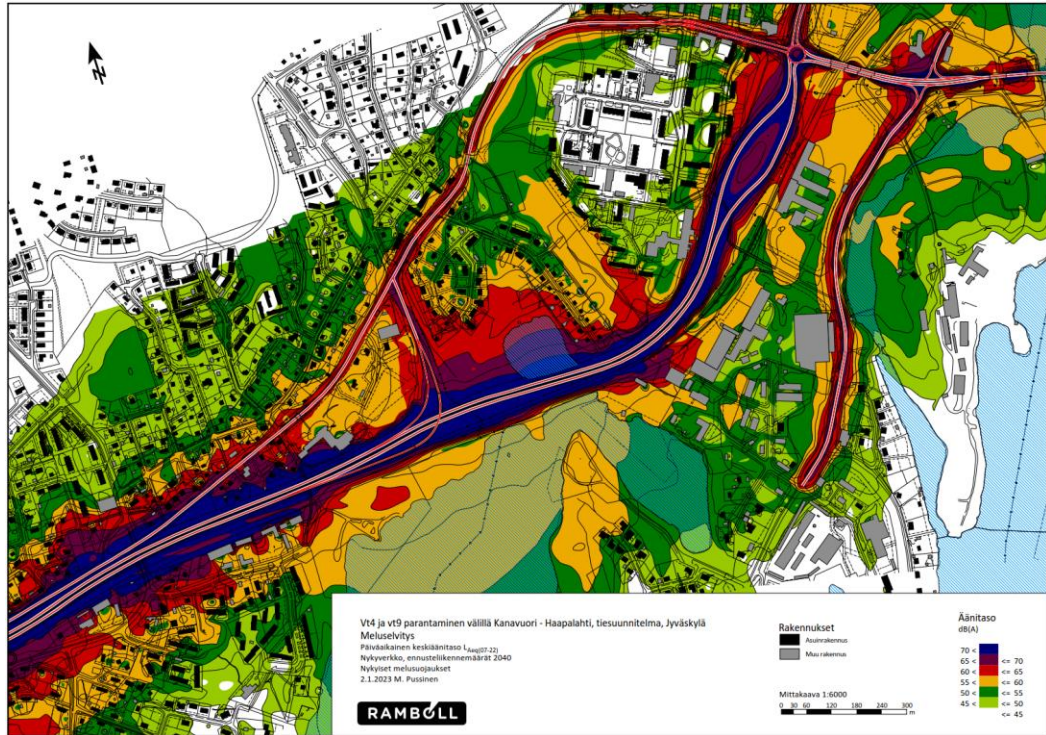 N
Vt4 ja vt9 parantaminen välillä Kanavuori - Haapalahti, tiesuunnitelma, Jyväskylä
Meluselvitys
Päiväaikainen keskiäänitaso LAeq(07-22)
Nykyverkko, ennusteliikennemäärät 2040
Nykyiset melusuojaukset
2.1.2023 M. Pussinen
RAMBOLL
Rakennukset
Asuinrakennus
Muu rakennus
Mittakaava 1:6000
0 30 60 120 180 240 300
m
Äänitaso
dB(A)
70 <
65 < <= 70
60 < <= 65
55 < <= 60
50 < <= 55
45 < <= 50
<= 45